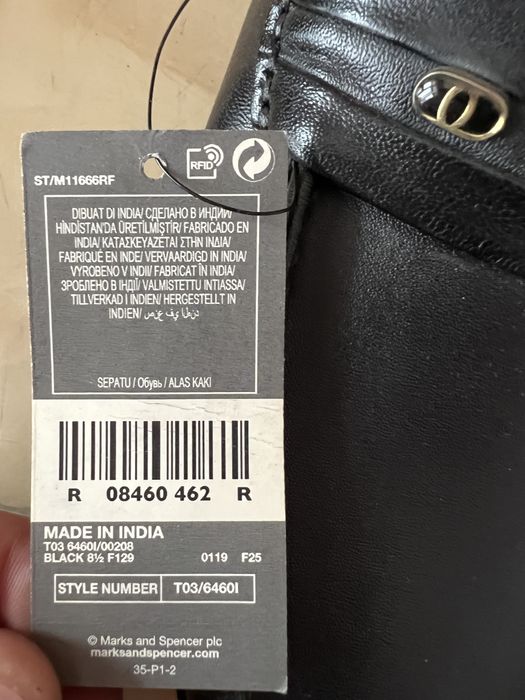 ST/M11666RF
RFID
DIBUAT DI INDIA/ СДЕЛАНО В ИНДИИ/
HİNDİSTAN'DA ÜRETİLMİŞTİR/ FABRICADO EN
INDIA/ ΚΑΤΑΣΚΕΥΑΖΕΤΑΙ ΣΤΗΝ ΙΝΔΙΑ/
FABRIQUÉ EN INDE/ VERVAARDIGD IN INDIA/
VYROBENO V INDII/ FABRICAT ÎN INDIA/
ЗРОБЛЕНО В ІНДІЇ/ VALMISTETTU INTIASSA/
TILLVERKAD I INDIEN/ HERGESTELLT IN
INDIEN/ صنع في الهند
SEPATU / Обувь / ALAS KAKI
R 08460 462 R
MADE IN INDIA
T03 6460I/00208
BLACK 8½ F129 0119 F25
STYLE NUMBER T03/6460I
© Marks and Spencer plc
marksandspencer.com
35-P1-2